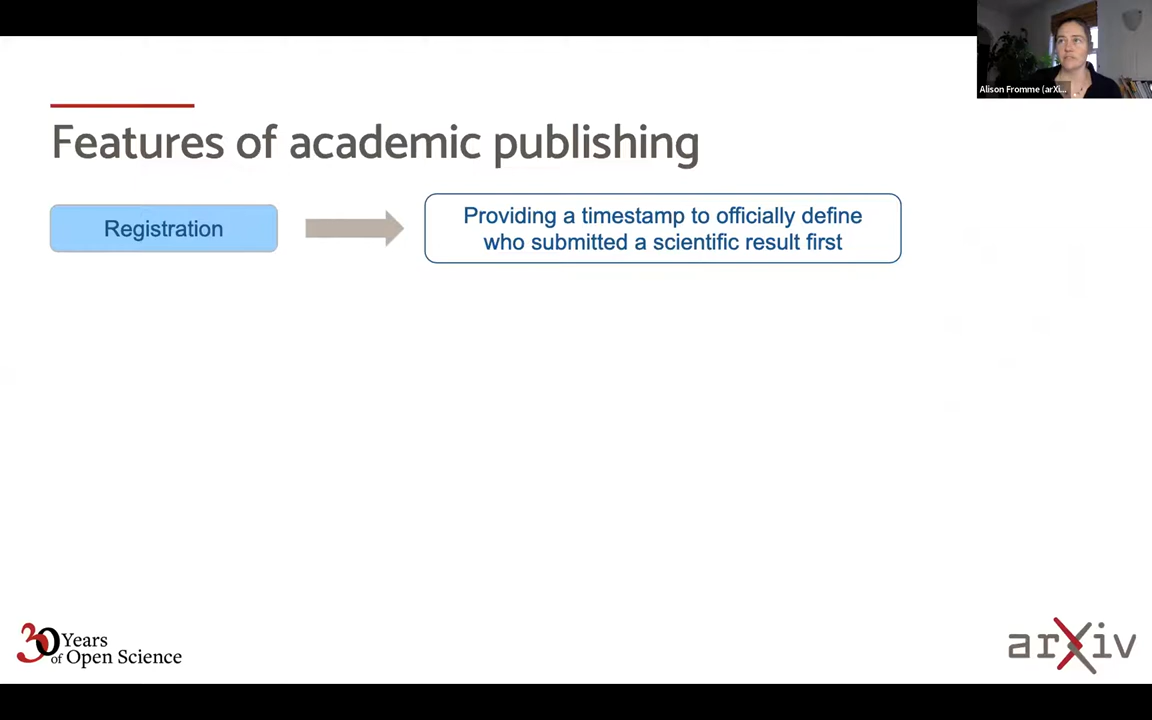 Alison Fromme (arXi...
Features of academic publishing
Registration
Providing a timestamp to officially define
who submitted a scientific result first
30 Years
of Open Science
arXiv